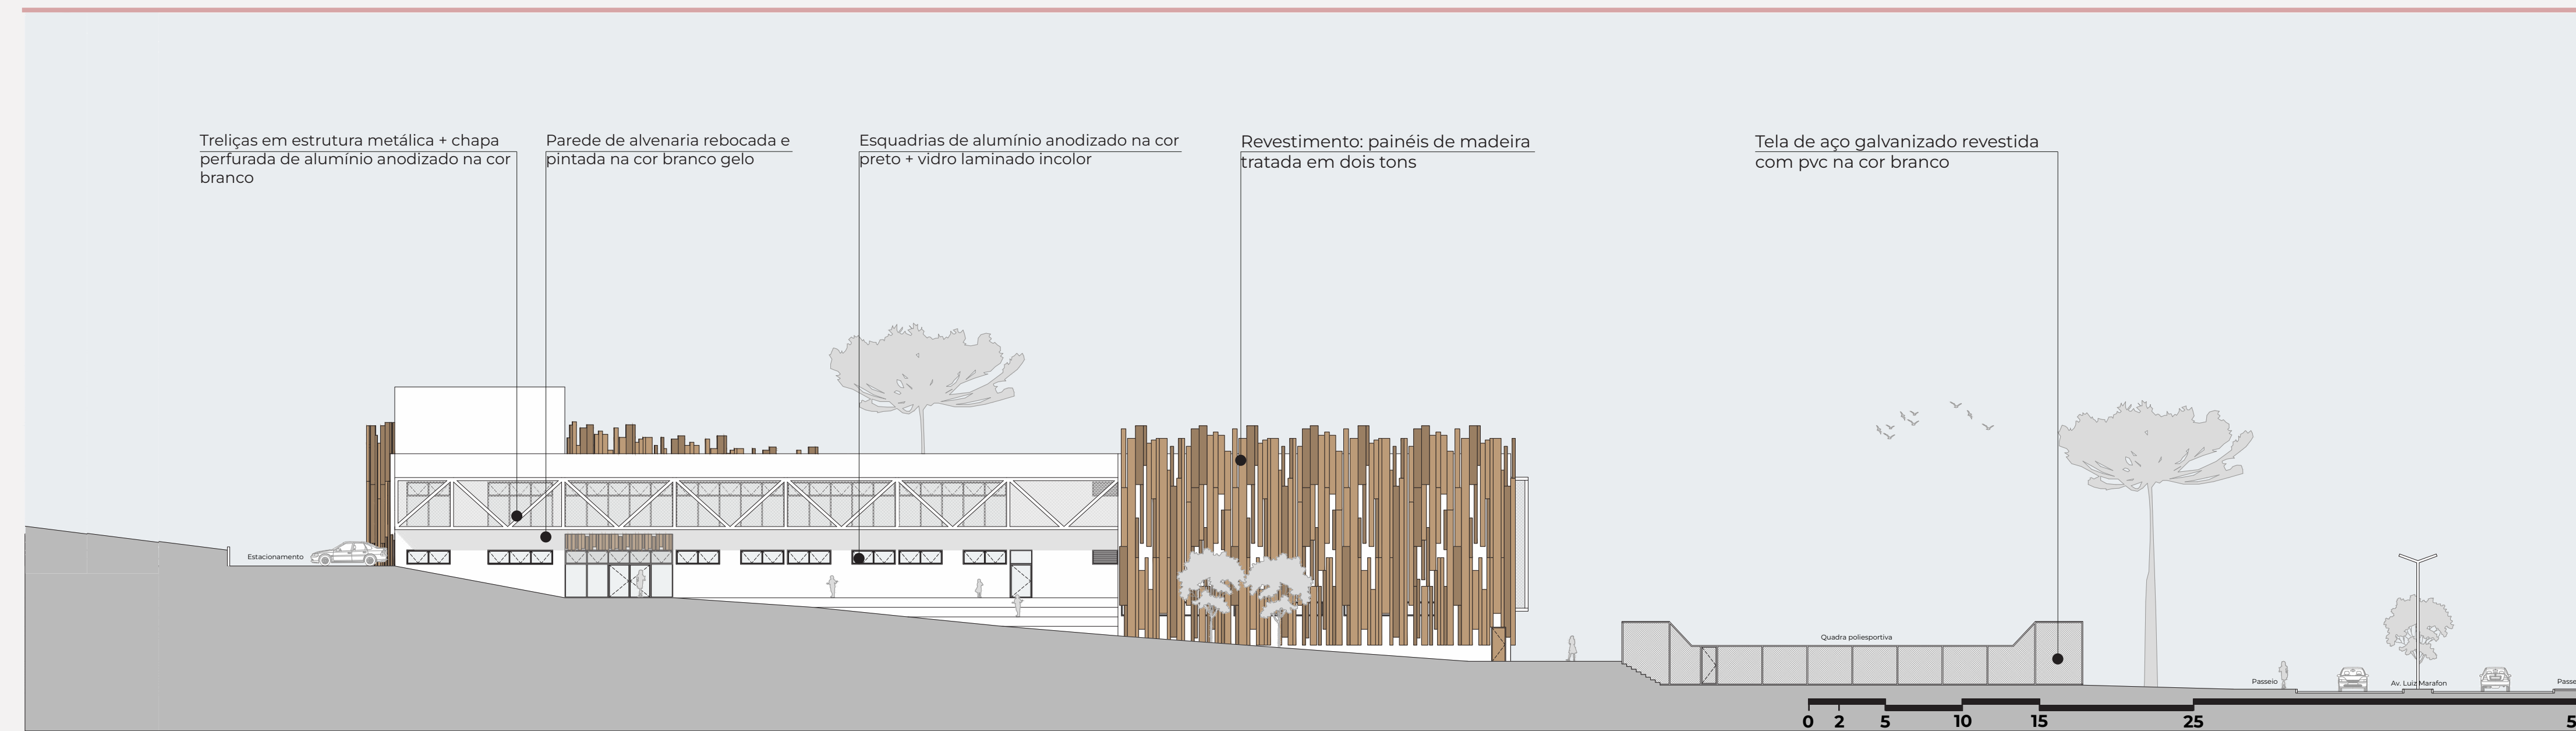 Treliças em estrutura metálica + chapa
perfurada de alumínio anodizado na cor
branco
Parede de alvenaria rebocada e
pintada na cor branco gelo
Esquadrias de alumínio anodizado na cor
preto + vidro laminado incolor
Revestimento: painéis de madeira
tratada em dois tons
Tela de aço galvanizado revestida
com pvc na cor branco
Estacionamento
Quadra poliesportiva
Passeio
Av. Luiz Marafon
Passe
0 2 5 10 15 25 5